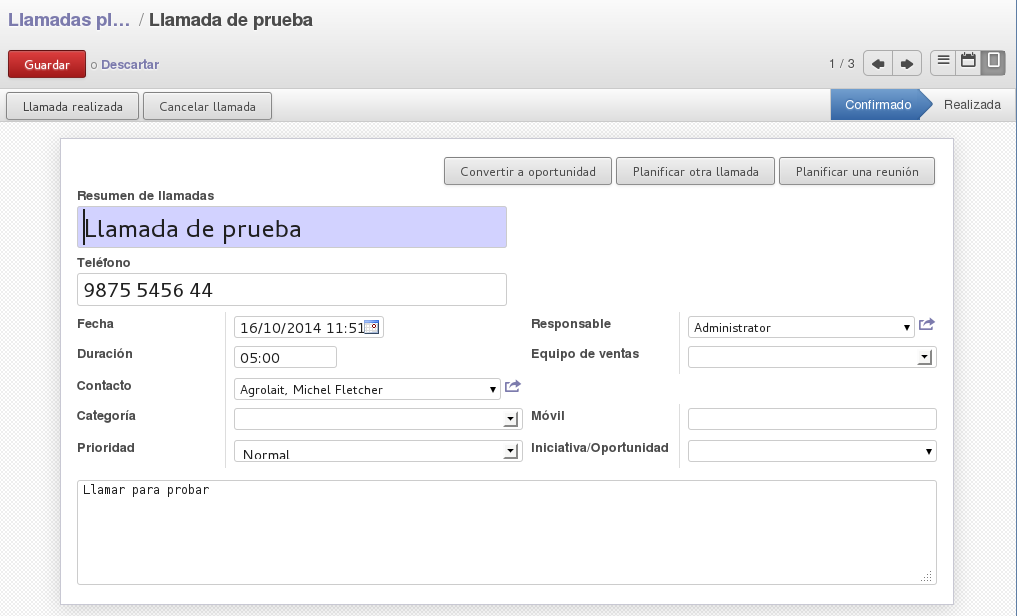 Llamadas pl... / Llamada de prueba
Guardar o Descartar 1 / 3
Llamada realizada Cancelar llamada Confirmado Realizada
Convertir a oportunidad Planificar otra llamada Planificar una reunión
Resumen de llamadas
Llamada de prueba
Teléfono
9875 5456 44
Fecha 16/10/2014 11:51 Responsable Administrator
Duración 05:00 Equipo de ventas
Contacto Agrolait, Michel Fletcher
Categoría Móvil
Prioridad Normal Iniciativa/Oportunidad
Llamar para probar